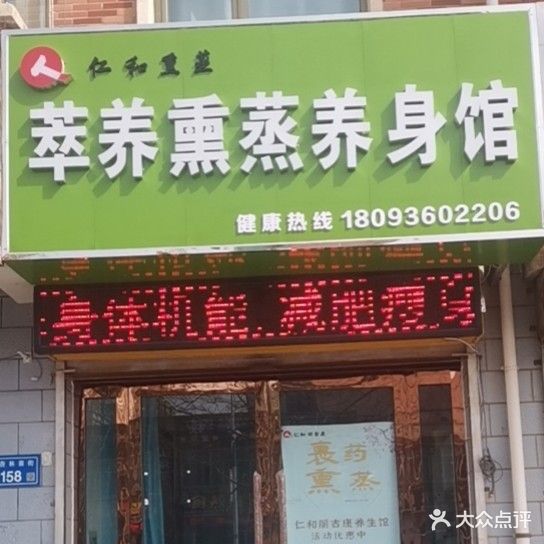 仁和熏蒸
萃养熏蒸养身馆
健康热线 18093602206
身体机能 减肥瘦身
仁和熏蒸
裹药
熏蒸
仁和丽古康养生馆
活动优惠中
158
大众点评